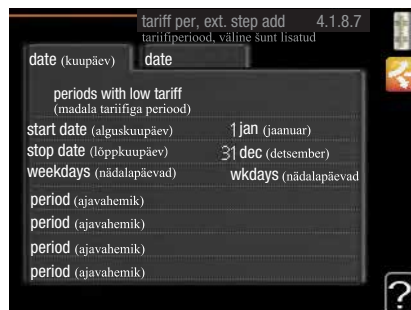 tariff per, ext. step add 4.1.8.7
tariifiperiood, väline šunt lisatud
date (kuupäev) date
periods with low tariff
(madala tariifiga periood)
start date (alguskuupäev) 1 jan (jaanuar)
stop date (lõppkuupäev) 31 dec (detsember)
weekdays (nädalapäevad) wkdays (nädalapäevad
period (ajavahemik)
period (ajavahemik)
period (ajavahemik)
period (ajavahemik)
?